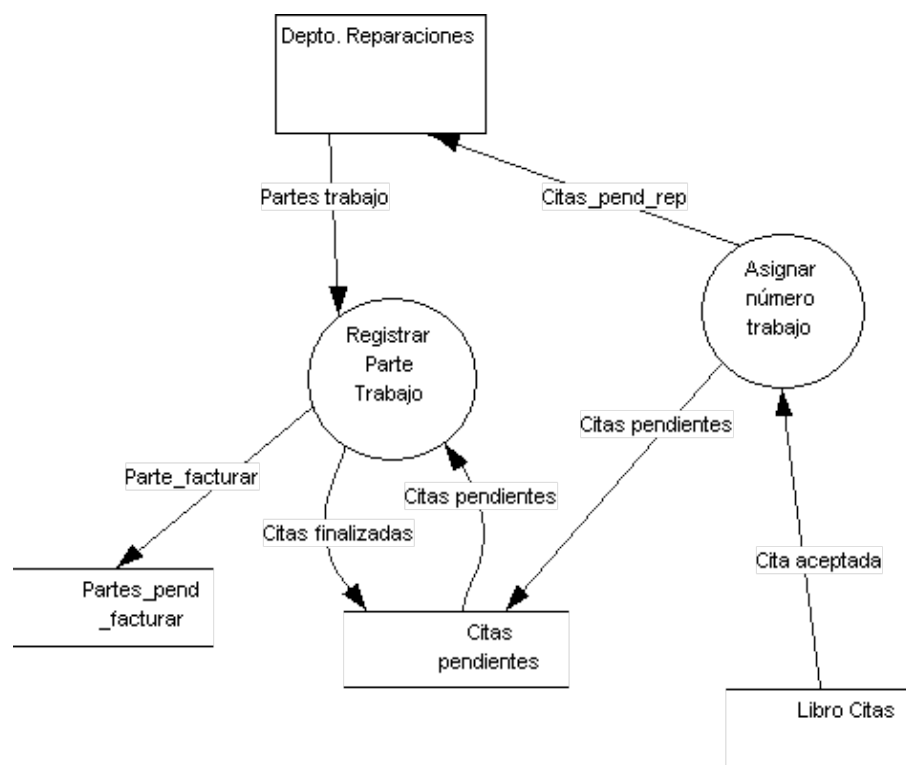 Depto. Reparaciones
Partes trabajo
Citas_pend_rep
Asignar
número
trabajo
Registrar
Parte
Trabajo
Citas pendientes
Parte_facturar
Citas pendientes
Citas finalizadas
Cita aceptada
Partes_pend
_facturar
Citas
pendientes
Libro Citas